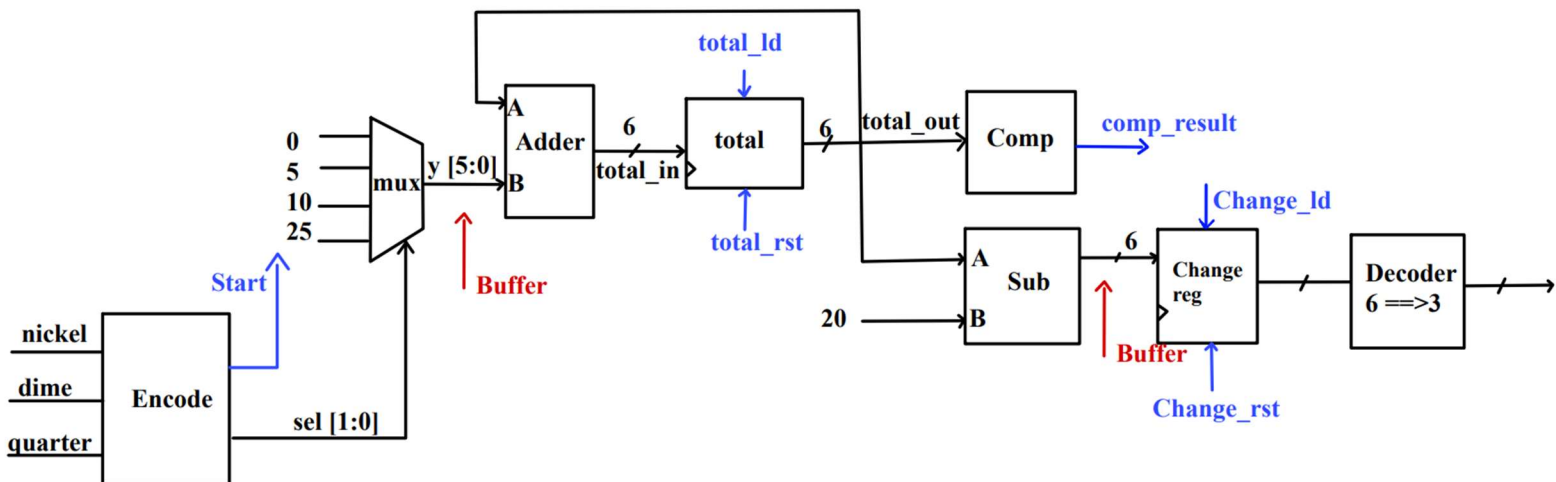 nickel
dime
quarter
Encode
Start
sel [1:0]
0
5
10
25
mux
y [5:0]
Buffer
A
B
Adder
6
total_in
total_ld
total
total_rst
6
total_out
Comp
comp_result
A
B
Sub
20
6
Buffer
Change_ld
Change
reg
Change_rst
Decoder
6 ==>3